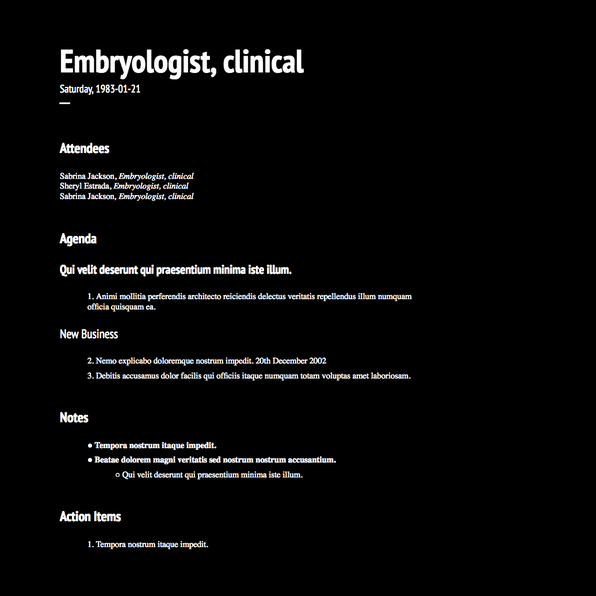 Embryologist, clinical
Saturday, 1983-01-21
—
Attendees
Sabrina Jackson, Embryologist, clinical
Sheryl Estrada, Embryologist, clinical
Sabrina Jackson, Embryologist, clinical
Agenda
Qui velit deserunt qui praesentium minima iste illum.
1. Animi mollitia perferendis architecto reiciendis delectus veritatis repellendus illum numquam
officia quisquam ea.
New Business
2. Nemo explicabo doloremque nostrum impedit. 20th December 2002
3. Debitis accusamus dolor facilis qui officiis itaque numquam totam voluptas amet laboriosam.
Notes
● Tempora nostrum itaque impedit.
● Beatae dolorem magni veritatis sed nostrum nostrum accusantium.
○ Qui velit deserunt qui praesentium minima iste illum.
Action Items
1. Tempora nostrum itaque impedit.